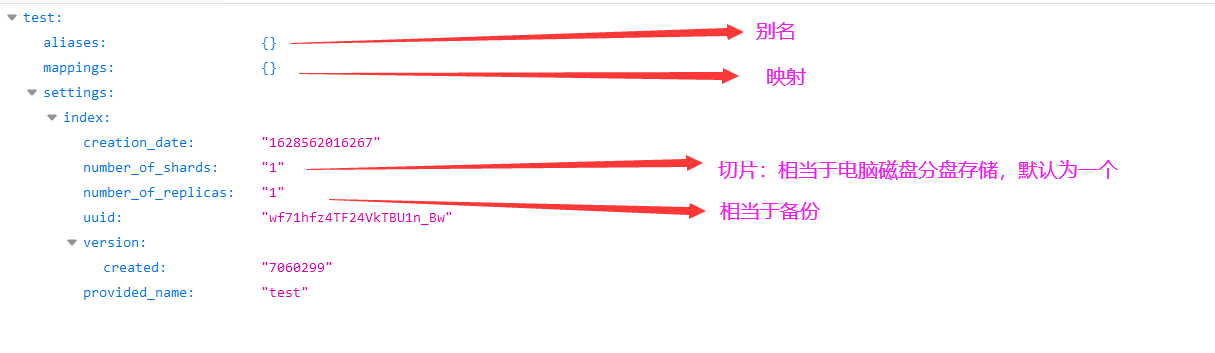 test:
aliases: {} 别名
mappings: {} 映射
settings:
index:
creation_date: "1628562016267"
number_of_shards: "1" 切片：相当于电脑磁盘分盘存储，默认为一个
number_of_replicas: "1" 相当于备份
uuid: "wf71hfz4TF24VkTBU1n_Bw"
version:
created: "7060299"
provided_name: "test"